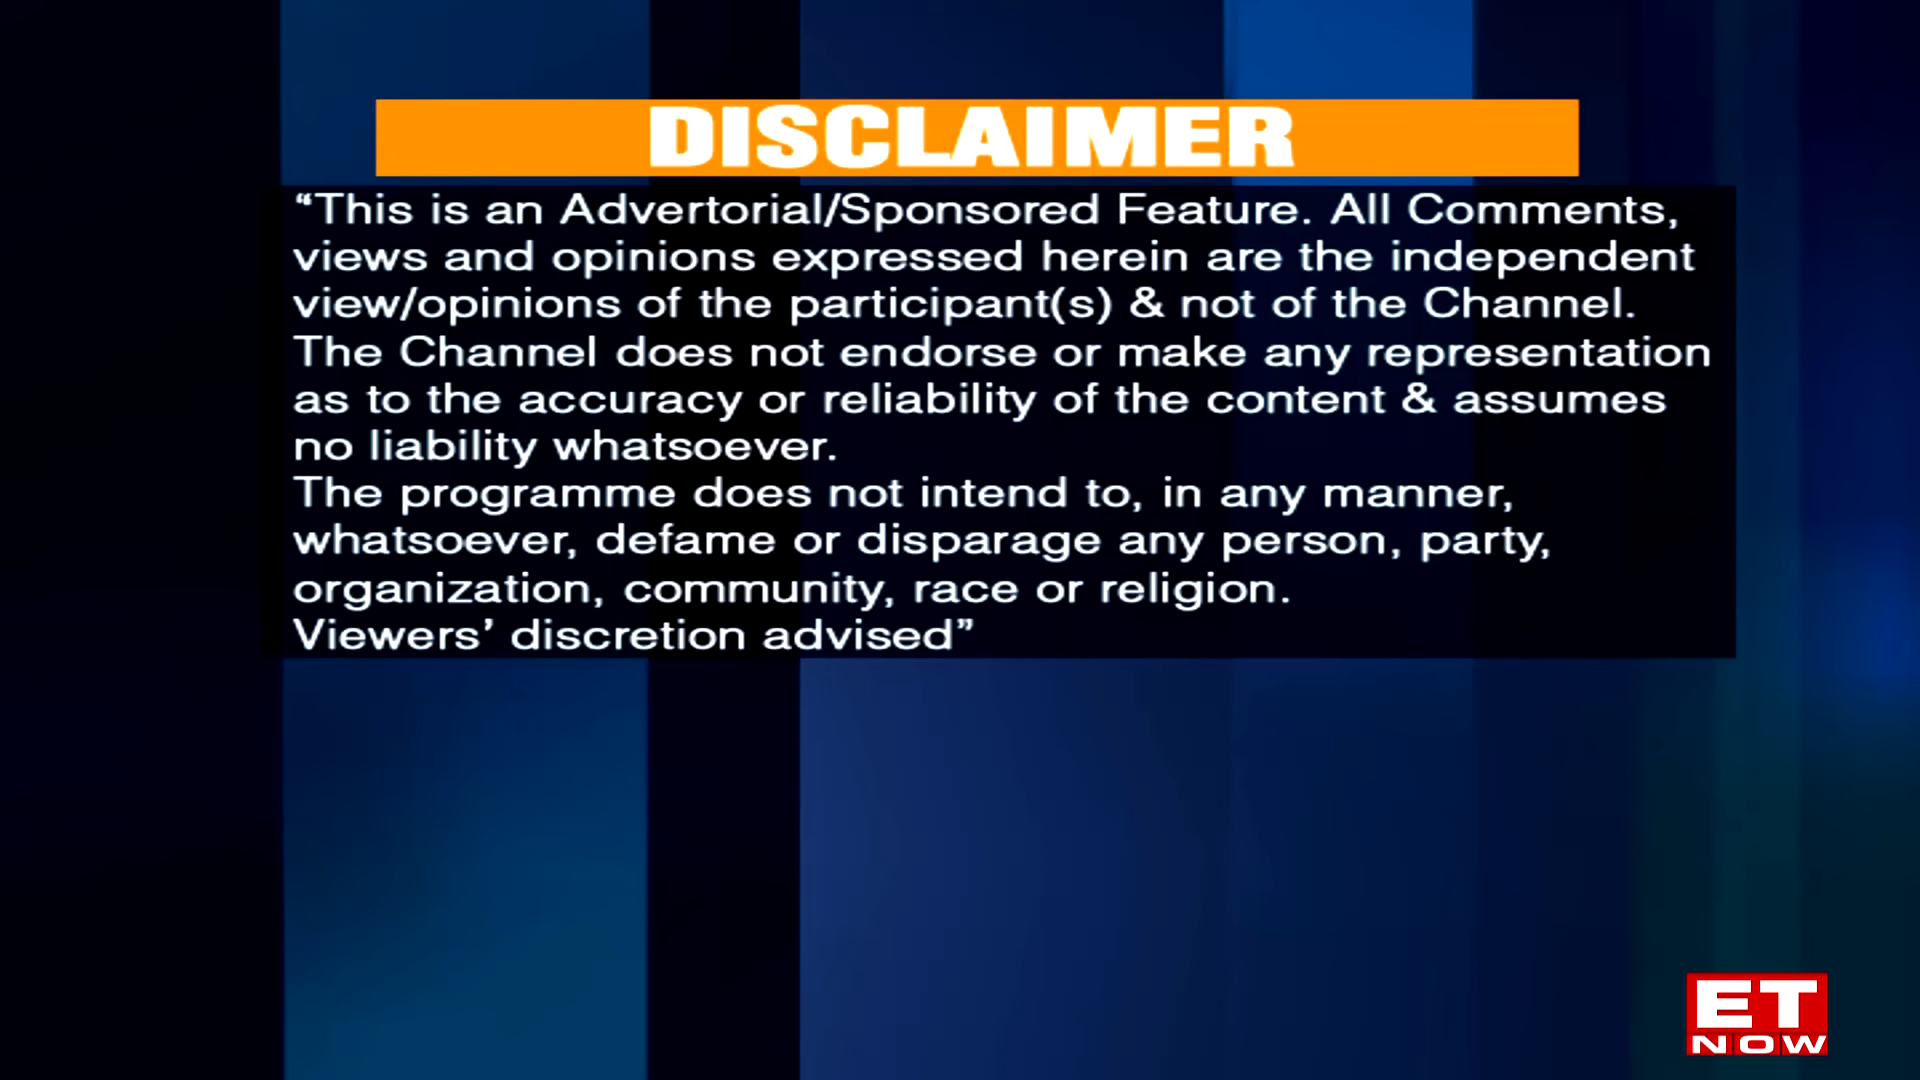 DISCLAIMER
“This is an Advertorial/Sponsored Feature. All Comments,
views and opinions expressed herein are the independent
view/opinions of the participant(s) & not of the Channel.
The Channel does not endorse or make any representation
as to the accuracy or reliability of the content & assumes
no liability whatsoever.
The programme does not intend to, in any manner,
whatsoever, defame or disparage any person, party,
organization, community, race or religion.
Viewers’ discretion advised”
ET
NOW